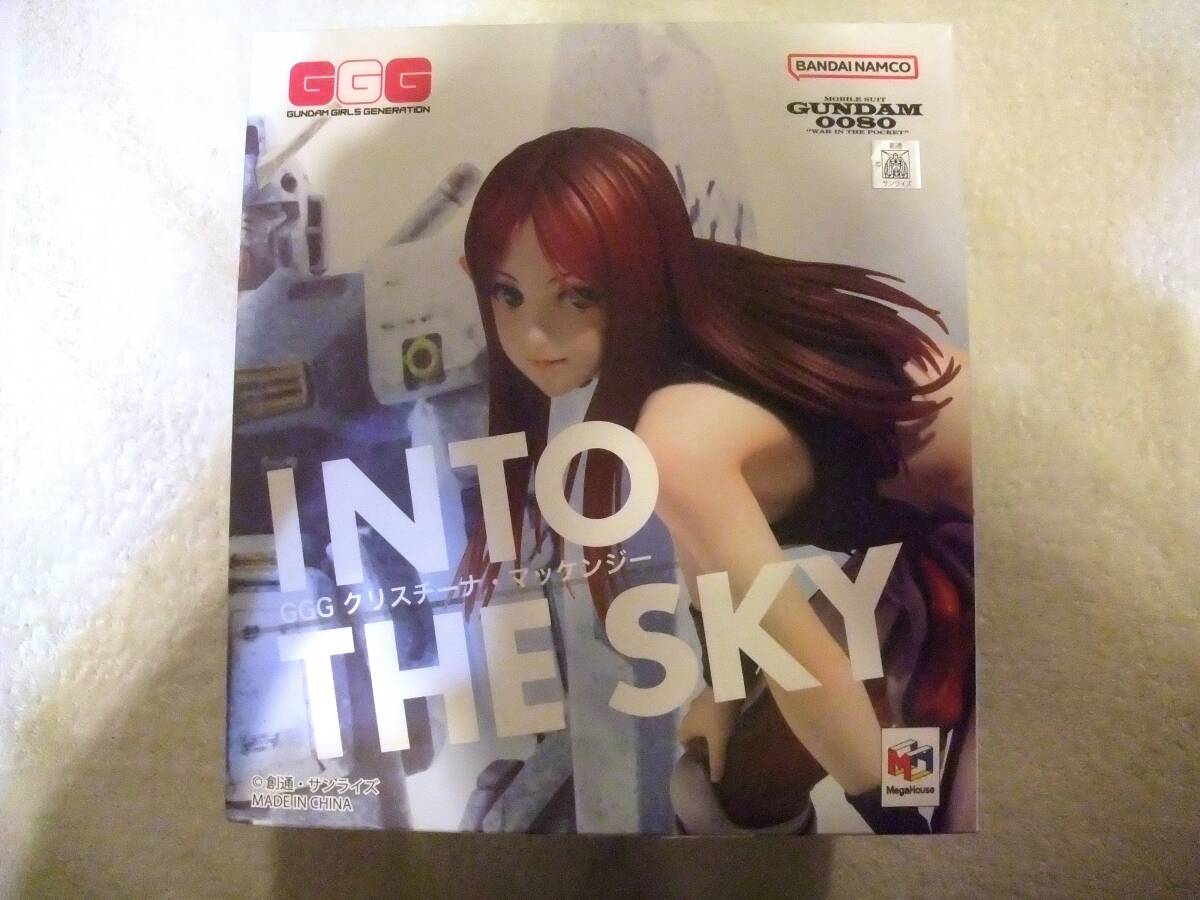 GGG
GUNDAM GIRLS GENERATION
BANDAI NAMCO
MOBILE SUIT
GUNDAM
0080
"WAR IN THE POCKET"
©創通
サンライズ
INTO
GGG クリスチーナ・マッケンジー
THE SKY
©創通・サンライズ
MADE IN CHINA
MegaHouse